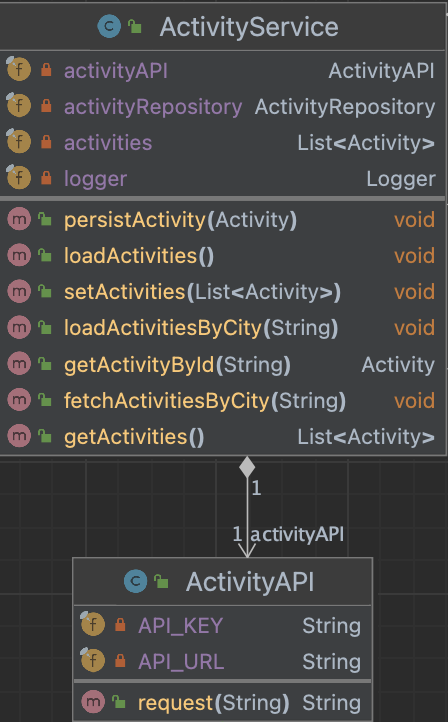 ActivityService
activityAPI ActivityAPI
activityRepository ActivityRepository
activities List<Activity>
logger Logger
persistActivity(Activity) void
loadActivities() void
setActivities(List<Activity>) void
loadActivitiesByCity(String) void
getActivityById(String) Activity
fetchActivitiesByCity(String) void
getActivities() List<Activity>
1
1 activityAPI
ActivityAPI
API_KEY String
API_URL String
request(String) String